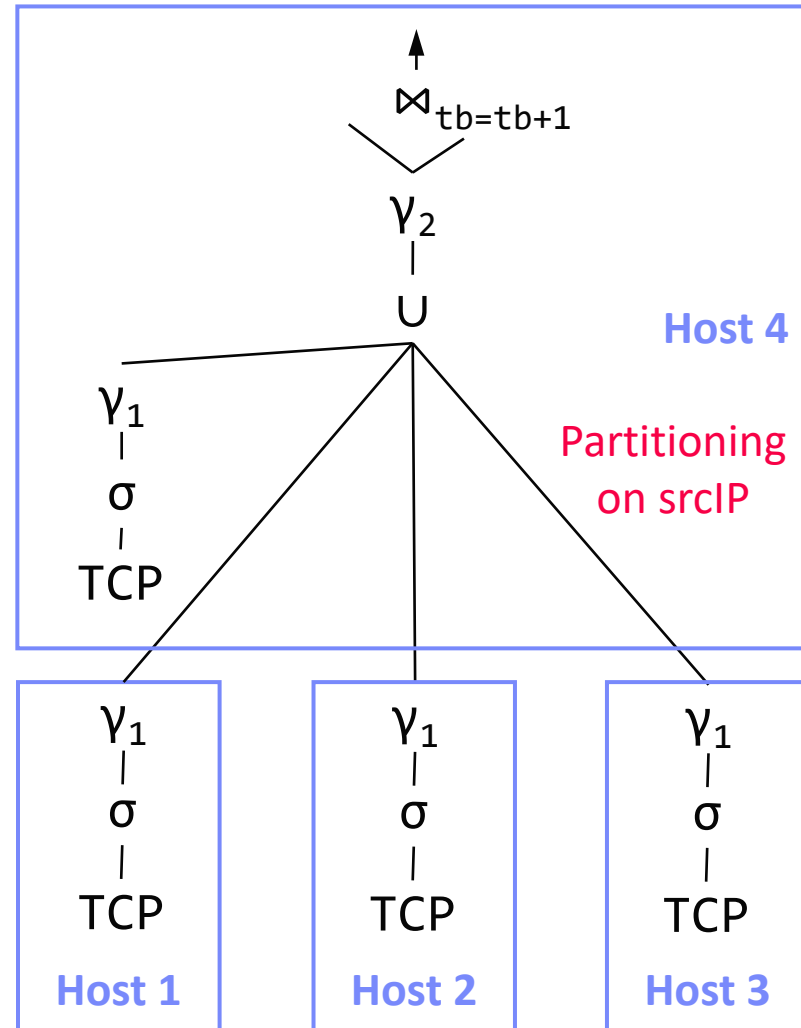 ⋈tb=tb+1
γ2
∪
Host 4
γ1
Partitioning
on srcIP
σ
TCP
γ1 γ1 γ1
σ σ σ
TCP TCP TCP
Host 1 Host 2 Host 3